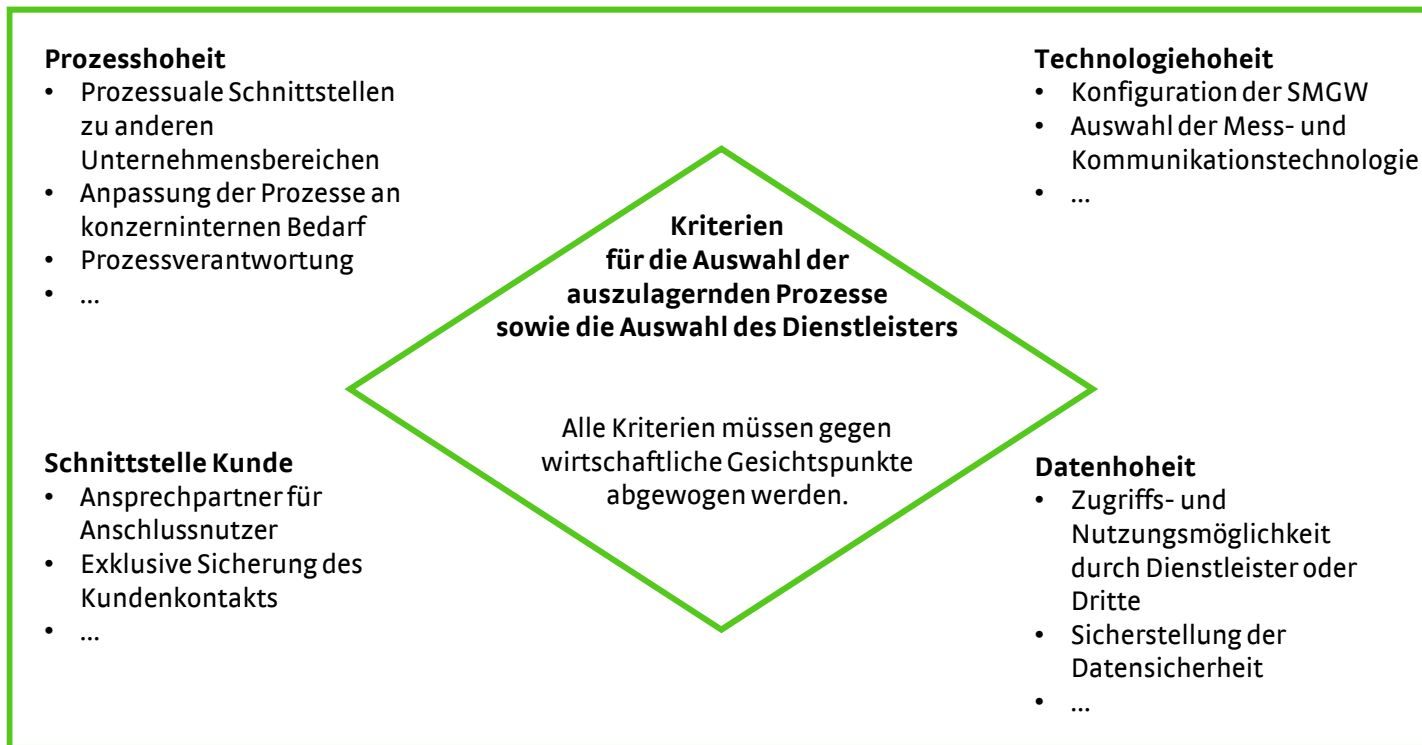 Prozesshoheit
• Prozessuale Schnittstellen
zu anderen
Unternehmensbereichen
• Anpassung der Prozesse an
konzerninternen Bedarf
• Prozessverantwortung
• ...
Technologiehoheit
• Konfiguration der SMGW
• Auswahl der Mess- und
Kommunikationstechnologie
• ...
Kriterien
für die Auswahl der
auszulagernden Prozesse
sowie die Auswahl des Dienstleisters
Alle Kriterien müssen gegen
wirtschaftliche Gesichtspunkte
abgewogen werden.
Schnittstelle Kunde
• Ansprechpartner für
Anschlussnutzer
• Exklusive Sicherung des
Kundenkontakts
• ...
Datenhoheit
• Zugriffs- und
Nutzungsmöglichkeit
durch Dienstleister oder
Dritte
• Sicherstellung der
Datensicherheit
• ...